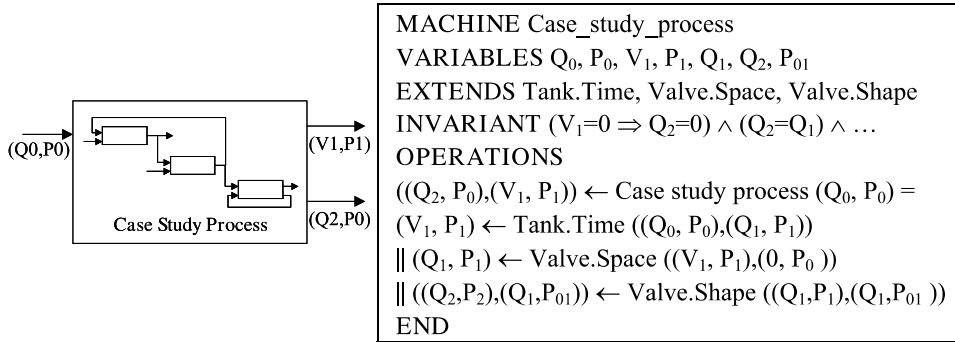 (Q0,P0)
(V1,P1)
(Q2,P0)
Case Study Process
MACHINE Case_study_process
VARIABLES Q₀, P₀, V₁, P₁, Q₁, Q₂, P₀₁
EXTENDS Tank.Time, Valve.Space, Valve.Shape
INVARIANT (V₁=0 ⇒ Q₂=0) ∧ (Q₂=Q₁) ∧ …
OPERATIONS
((Q₂, P₀),(V₁, P₁)) ← Case study process (Q₀, P₀) =
(V₁, P₁) ← Tank.Time ((Q₀, P₀),(Q₁, P₁))
|| (Q₁, P₁) ← Valve.Space ((V₁, P₁),(0, P₀ ))
|| ((Q₂,P₂),(Q₁,P₀₁)) ← Valve.Shape ((Q₁,P₁),(Q₁,P₀₁ ))
END